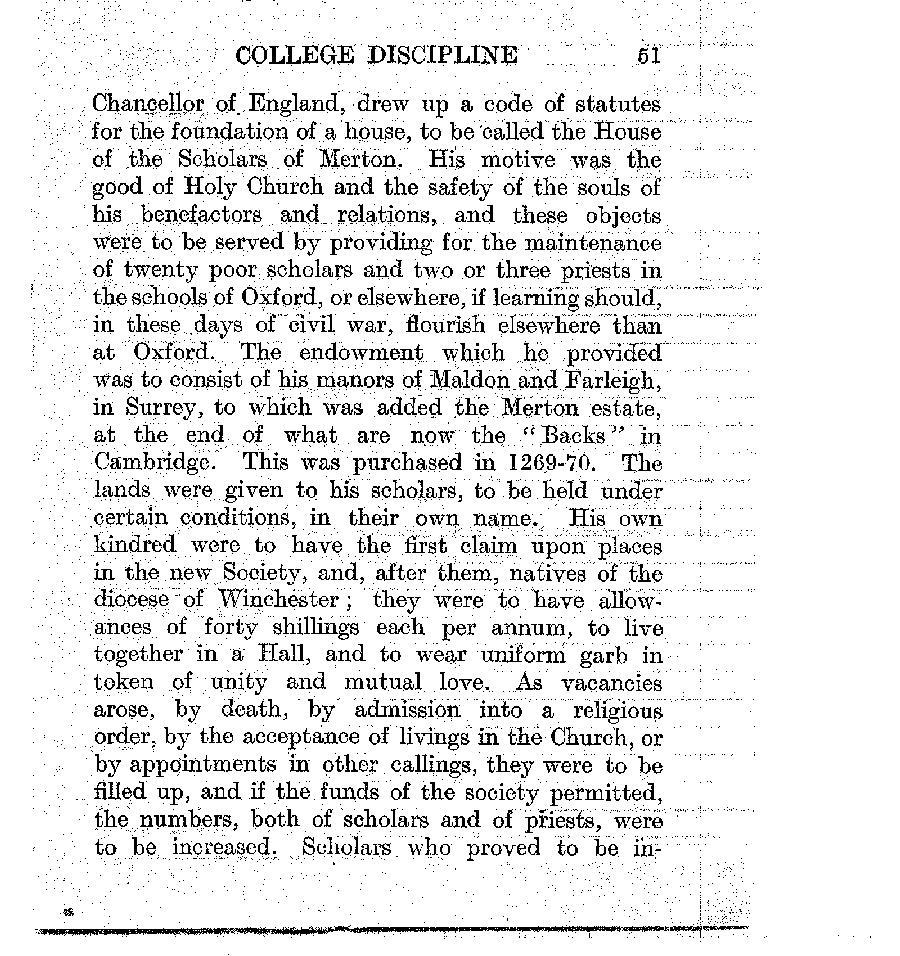 COLLEGE DISCIPLINE 51
Chancellor of England, drew up a code of statutes
for the foundation of a house, to be called the House
of the Scholars of Merton. His motive was the
good of Holy Church and the safety of the souls of
his benefactors and relations, and these objects
were to be served by providing for the maintenance
of twenty poor scholars and two or three priests in
the schools of Oxford, or elsewhere, if learning should,
in these days of civil war, flourish elsewhere than
at Oxford. The endowment which he provided
was to consist of his manors of Maldon and Farleigh,
in Surrey, to which was added the Merton estate,
at the end of what are now the “Backs” in
Cambridge. This was purchased in 1269-70. The
lands were given to his scholars, to be held under
certain conditions, in their own name. His own
kindred were to have the first claim upon places
in the new Society, and, after them, natives of the
diocese of Winchester; they were to have allow-
ances of forty shillings each per annum, to live
together in a Hall, and to wear uniform garb in
token of unity and mutual love. As vacancies
arose, by death, by admission into a religious
order, by the acceptance of livings in the Church, or
by appointments in other callings, they were to be
filled up, and if the funds of the society permitted,
the numbers, both of scholars and of priests, were
to be increased. Scholars who proved to be in-